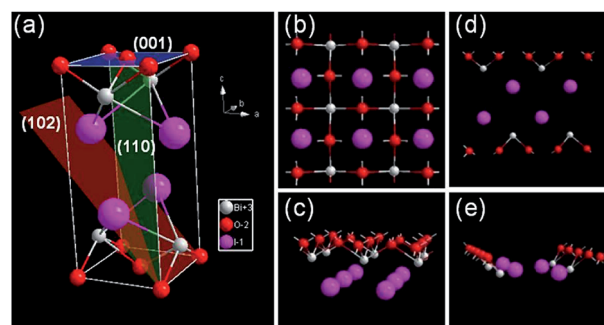 (a)
(001)
(102)
(110)
c
b
a
Bi+3
O-2
I-1
(b)
(c)
(d)
(e)